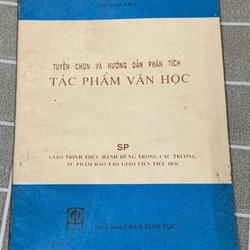 TUYỂN CHỌN VÀ HƯỚNG DẪN PHÂN TÍCH
TÁC PHẨM VĂN HỌC
SP
GIÁO TRÌNH THỰC HÀNH DÙNG TRONG CÁC TRƯỜNG
SƯ PHẠM ĐÀO TẠO GIÁO VIÊN TIỂU HỌC
NHÀ XUẤT BẢN GIÁO DỤC